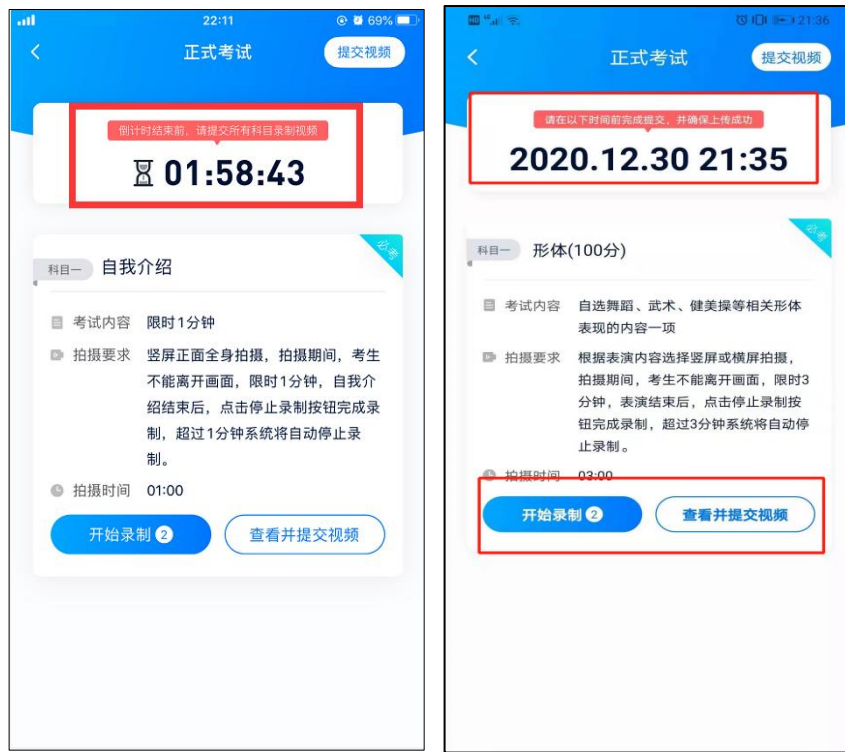 22:11
69%
正式考试
提交视频
倒计时结束前，请提交所有科目录制视频
01:58:43
必考
科目一
自我介绍
考试内容
限时1分钟
拍摄要求
竖屏正面全身拍摄，拍摄期间，考生
不能离开画面，限时1分钟，自我介
绍结束后，点击停止录制按钮完成录
制，超过1分钟系统将自动停止录
制。
拍摄时间
01:00
开始录制 2
查看并提交视频
HD
21:36
正式考试
提交视频
请在以下时间前完成提交，并确保上传成功
2020.12.30 21:35
必考
科目一
形体(100分)
考试内容
自选舞蹈、武术、健美操等相关形体
表现的内容一项
拍摄要求
根据表演内容选择竖屏或横屏拍摄，
拍摄期间，考生不能离开画面，限时3
分钟，表演结束后，点击停止录制按
钮完成录制，超过3分钟系统将自动停
止录制。
拍摄时间
03:00
开始录制 2
查看并提交视频